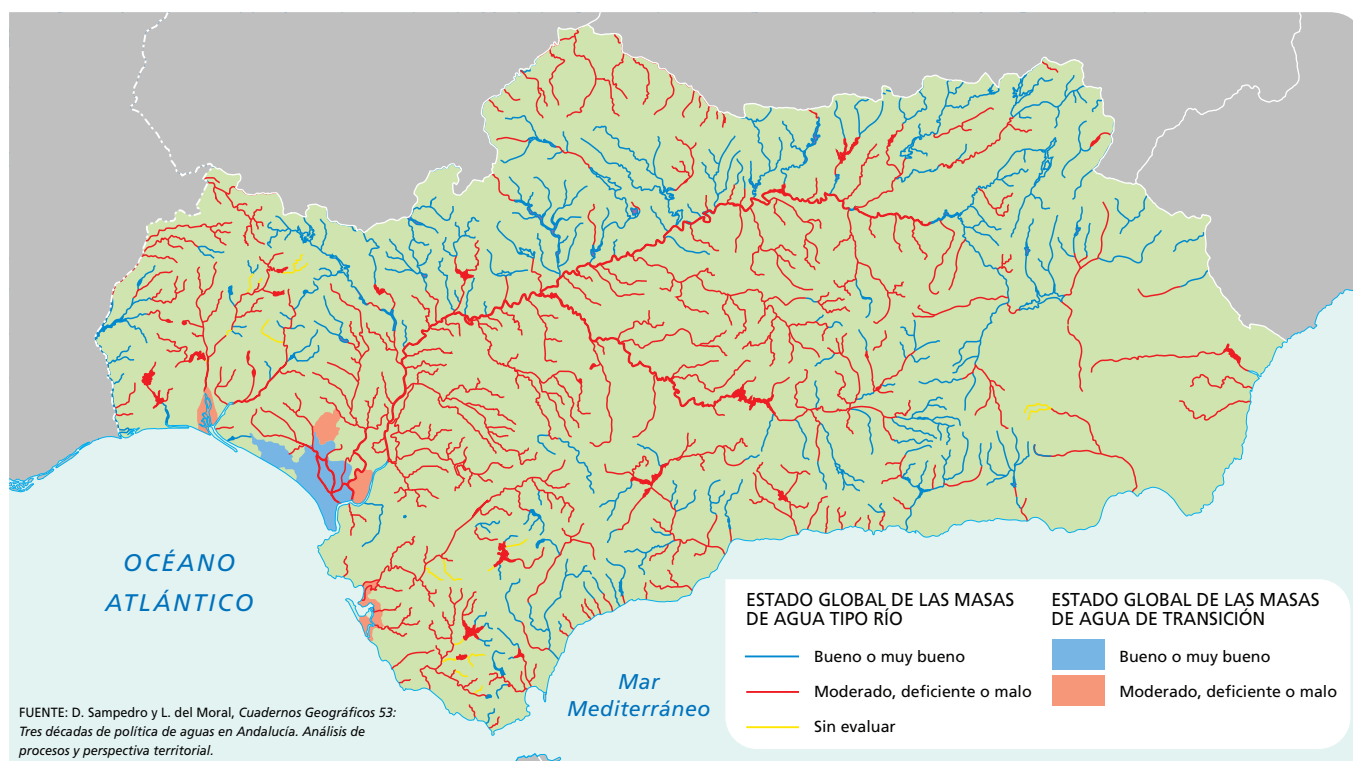 OCÉANO
ATLÁNTICO
Mar
Mediterráneo
FUENTE: D. Sampedro y L. del Moral, Cuadernos Geográficos 53:
Tres décadas de política de aguas en Andalucía. Análisis de
procesos y perspectiva territorial.
ESTADO GLOBAL DE LAS MASAS
DE AGUA TIPO RÍO
Bueno o muy bueno
Moderado, deficiente o malo
Sin evaluar
ESTADO GLOBAL DE LAS MASAS
DE AGUA DE TRANSICIÓN
Bueno o muy bueno
Moderado, deficiente o malo